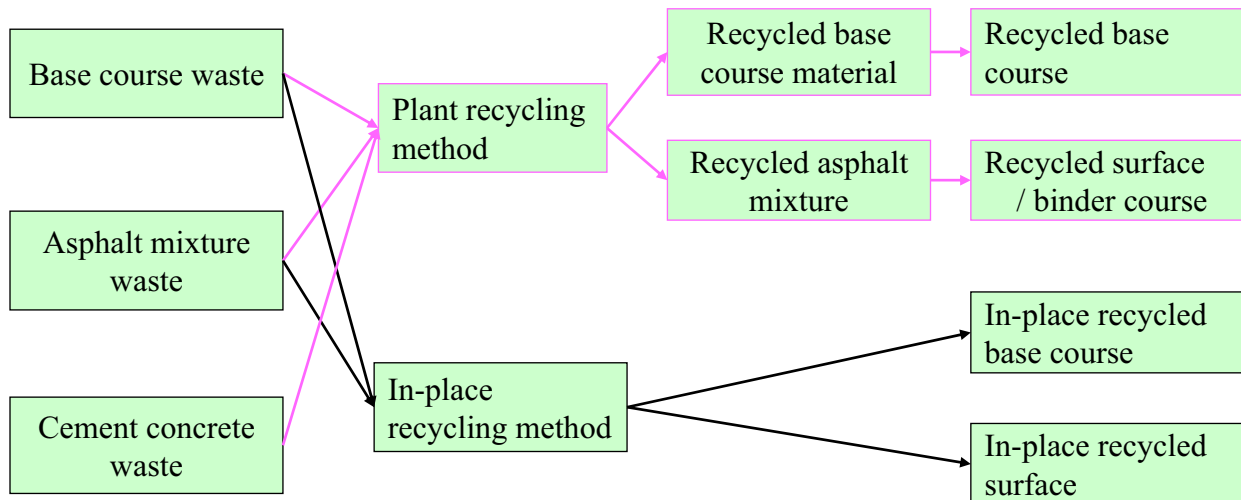 Base course waste
Asphalt mixture
waste
Cement concrete
waste
Plant recycling
method
In-place
recycling method
Recycled base
course material
Recycled asphalt
mixture
Recycled base
course
Recycled surface
/ binder course
In-place recycled
base course
In-place recycled
surface